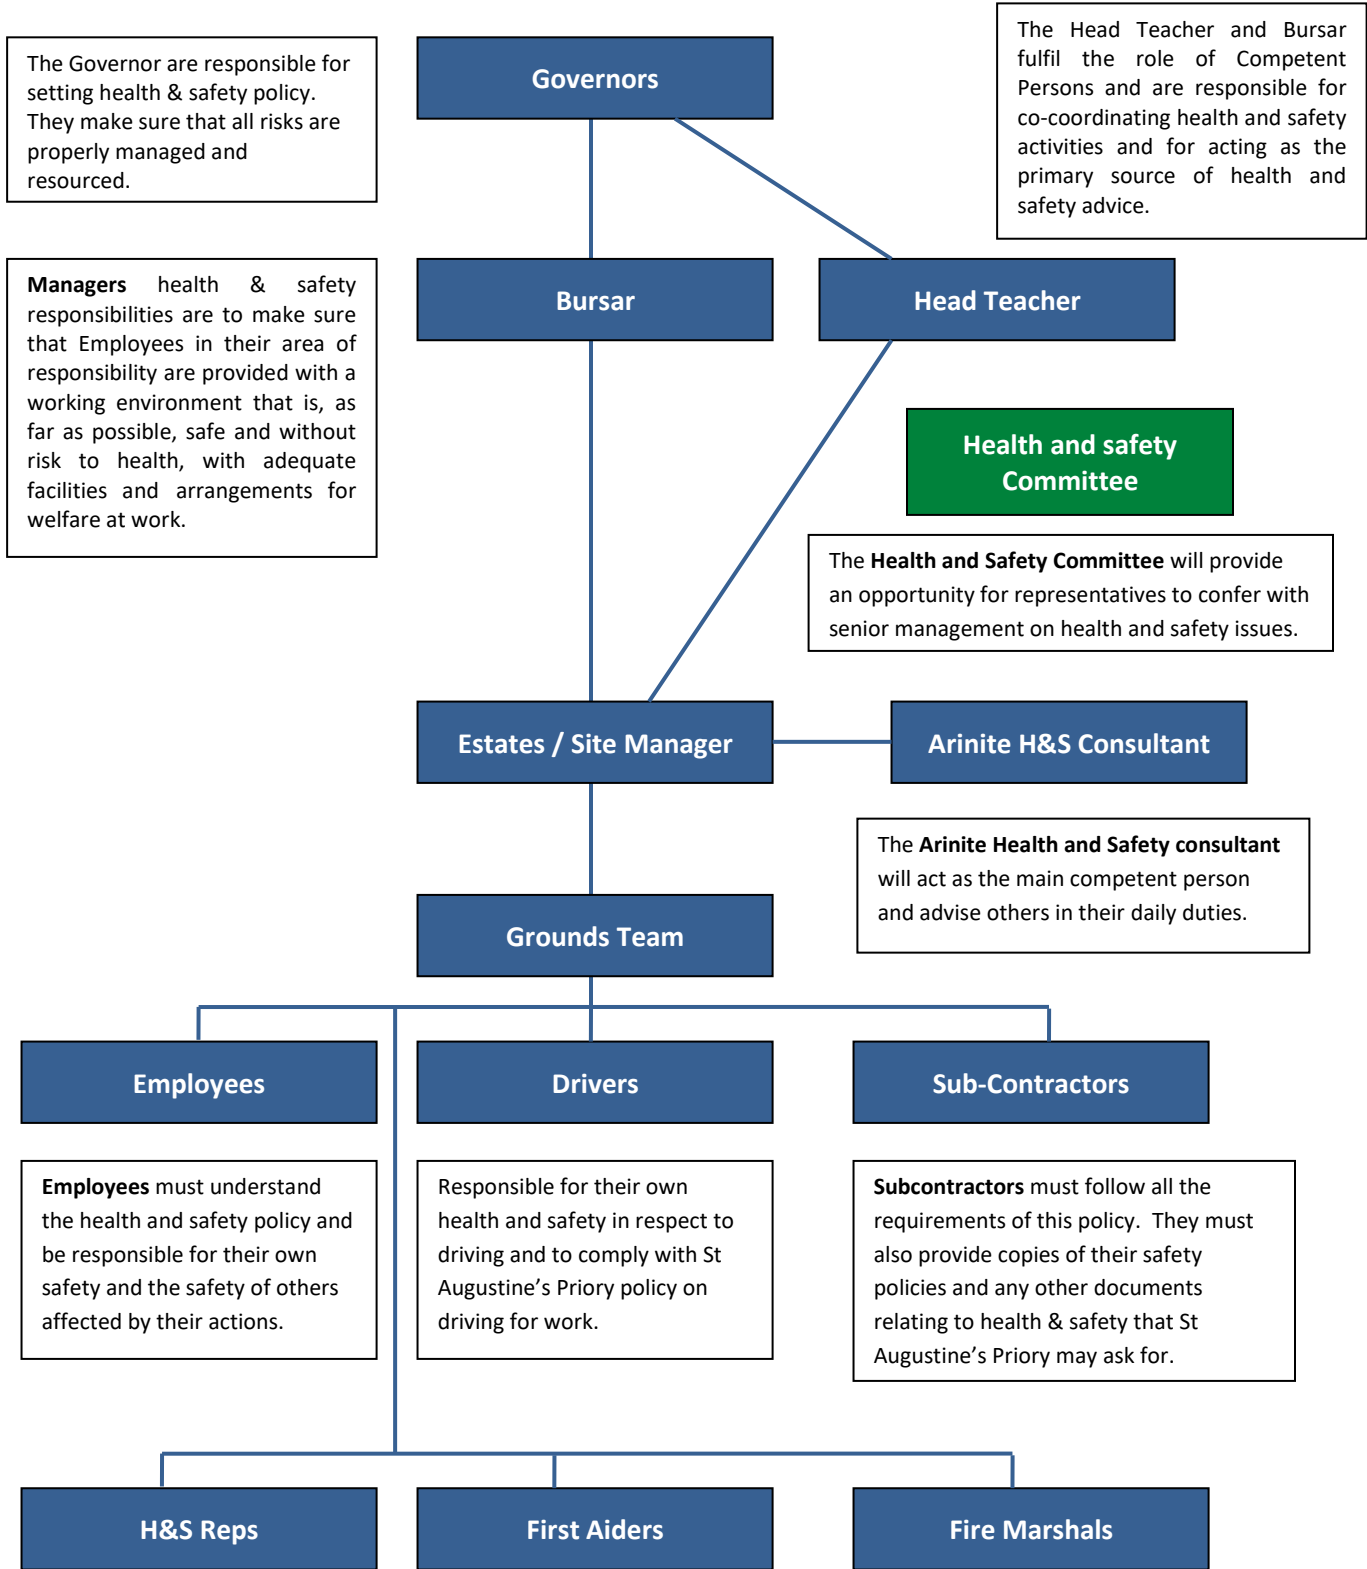 The Head Teacher and Bursar
fulfil the role of Competent
Persons and are responsible for
co-coordinating health and safety
activities and for acting as the
primary source of health and
safety advice.
The Governor are responsible for
setting health & safety policy.
They make sure that all risks are
properly managed and
resourced.
Governors
Managers health & safety
responsibilities are to make sure
that Employees in their area of
responsibility are provided with a
working environment that is, as
far as possible, safe and without
risk to health, with adequate
facilities and arrangements for
welfare at work.
Bursar
Head Teacher
Health and safety
Committee
The Health and Safety Committee will provide
an opportunity for representatives to confer with
senior management on health and safety issues.
Estates / Site Manager
Arinite H&S Consultant
The Arinite Health and Safety consultant
will act as the main competent person
and advise others in their daily duties.
Grounds Team
Employees
Drivers
Sub-Contractors
Employees must understand
the health and safety policy and
be responsible for their own
safety and the safety of others
affected by their actions.
Responsible for their own
health and safety in respect to
driving and to comply with St
Augustine’s Priory policy on
driving for work.
Subcontractors must follow all the
requirements of this policy.  They must
also provide copies of their safety
policies and any other documents
relating to health & safety that St
Augustine’s Priory may ask for.
H&S Reps
First Aiders
Fire Marshals